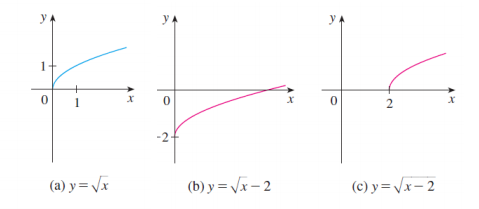 y y y
1
0 1 x 0 x 0 2 x
-2
(a) y = √x (b) y = √x − 2 (c) y = √(x − 2)